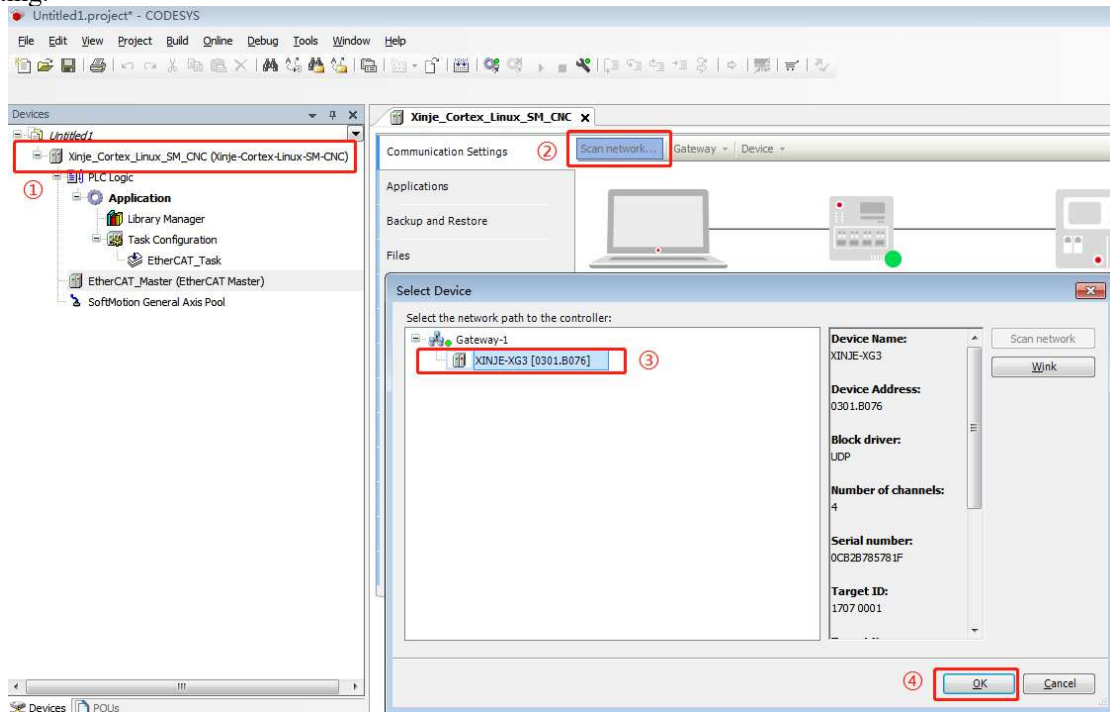 ting.
Untitled1.project* - CODESYS
File Edit View Project Build Online Debug Tools Window Help
Devices
Untitled1
Xinje_Cortex_Linux_SM_CNC (Xinje-Cortex-Linux-SM-CNC)
①
PLC Logic
Application
Library Manager
Task Configuration
EtherCAT_Task
EtherCAT_Master (EtherCAT Master)
SoftMotion General Axis Pool
Devices POUs
Xinje_Cortex_Linux_SM_CNC
Communication Settings
② Scan network... Gateway Device
Applications
Backup and Restore
Files
Select Device
Select the network path to the controller:
Gateway-1
XINJE-XG3 [0301.B076] ③
Device Name:
XINJE-XG3
Device Address:
0301.B076
Block driver:
UDP
Number of channels:
4
Serial number:
0CB2B785781F
Target ID:
1707 0001
Scan network
Wink
④ OK Cancel